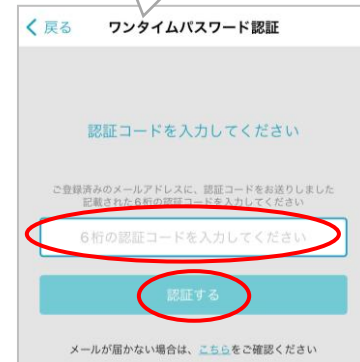 戻る ワンタイムパスワード認証
認証コードを入力してください
ご登録済みのメールアドレスに、認証コードをお送りしました
記載された6桁の認証コードを入力してください
6桁の認証コードを入力してください
認証する
メールが届かない場合は、こちらをご確認ください